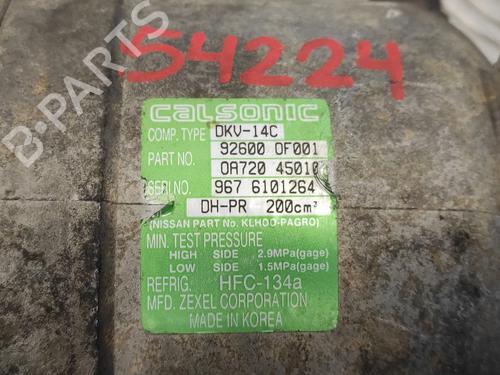 54224
calsonic
COMP. TYPE DKV-14C
PART NO. 92600 0F001
0A720 45010
SERI NO. 967 6101264
DH-PR 200cm³
(NISSAN PART No. KLH00-PAGR0)
MIN. TEST PRESSURE
HIGH SIDE 2.9MPa(gage)
LOW SIDE 1.5MPa(gage)
REFRIG. HFC-134a
MFD. ZEXEL CORPORATION
MADE IN KOREA